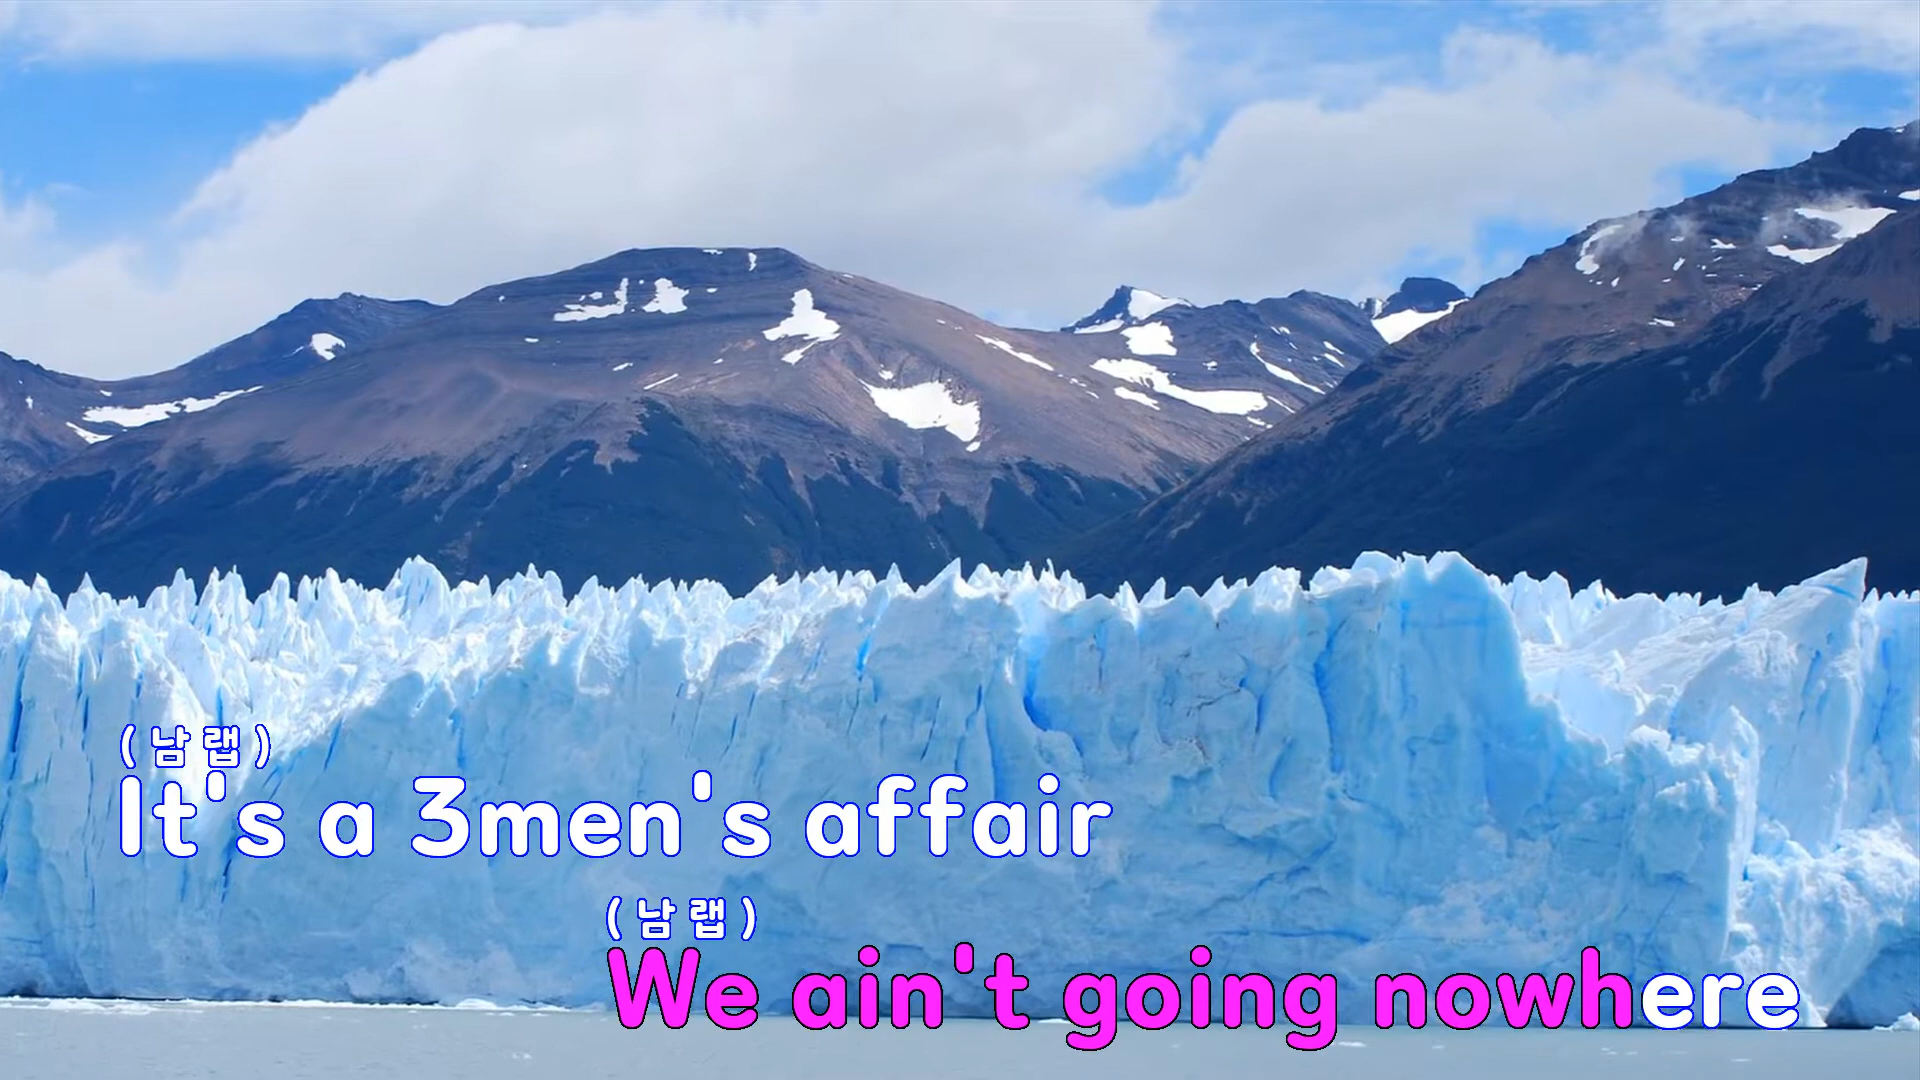 (남랩)
It's a 3men's affair
(남랩)
We ain't going nowhere